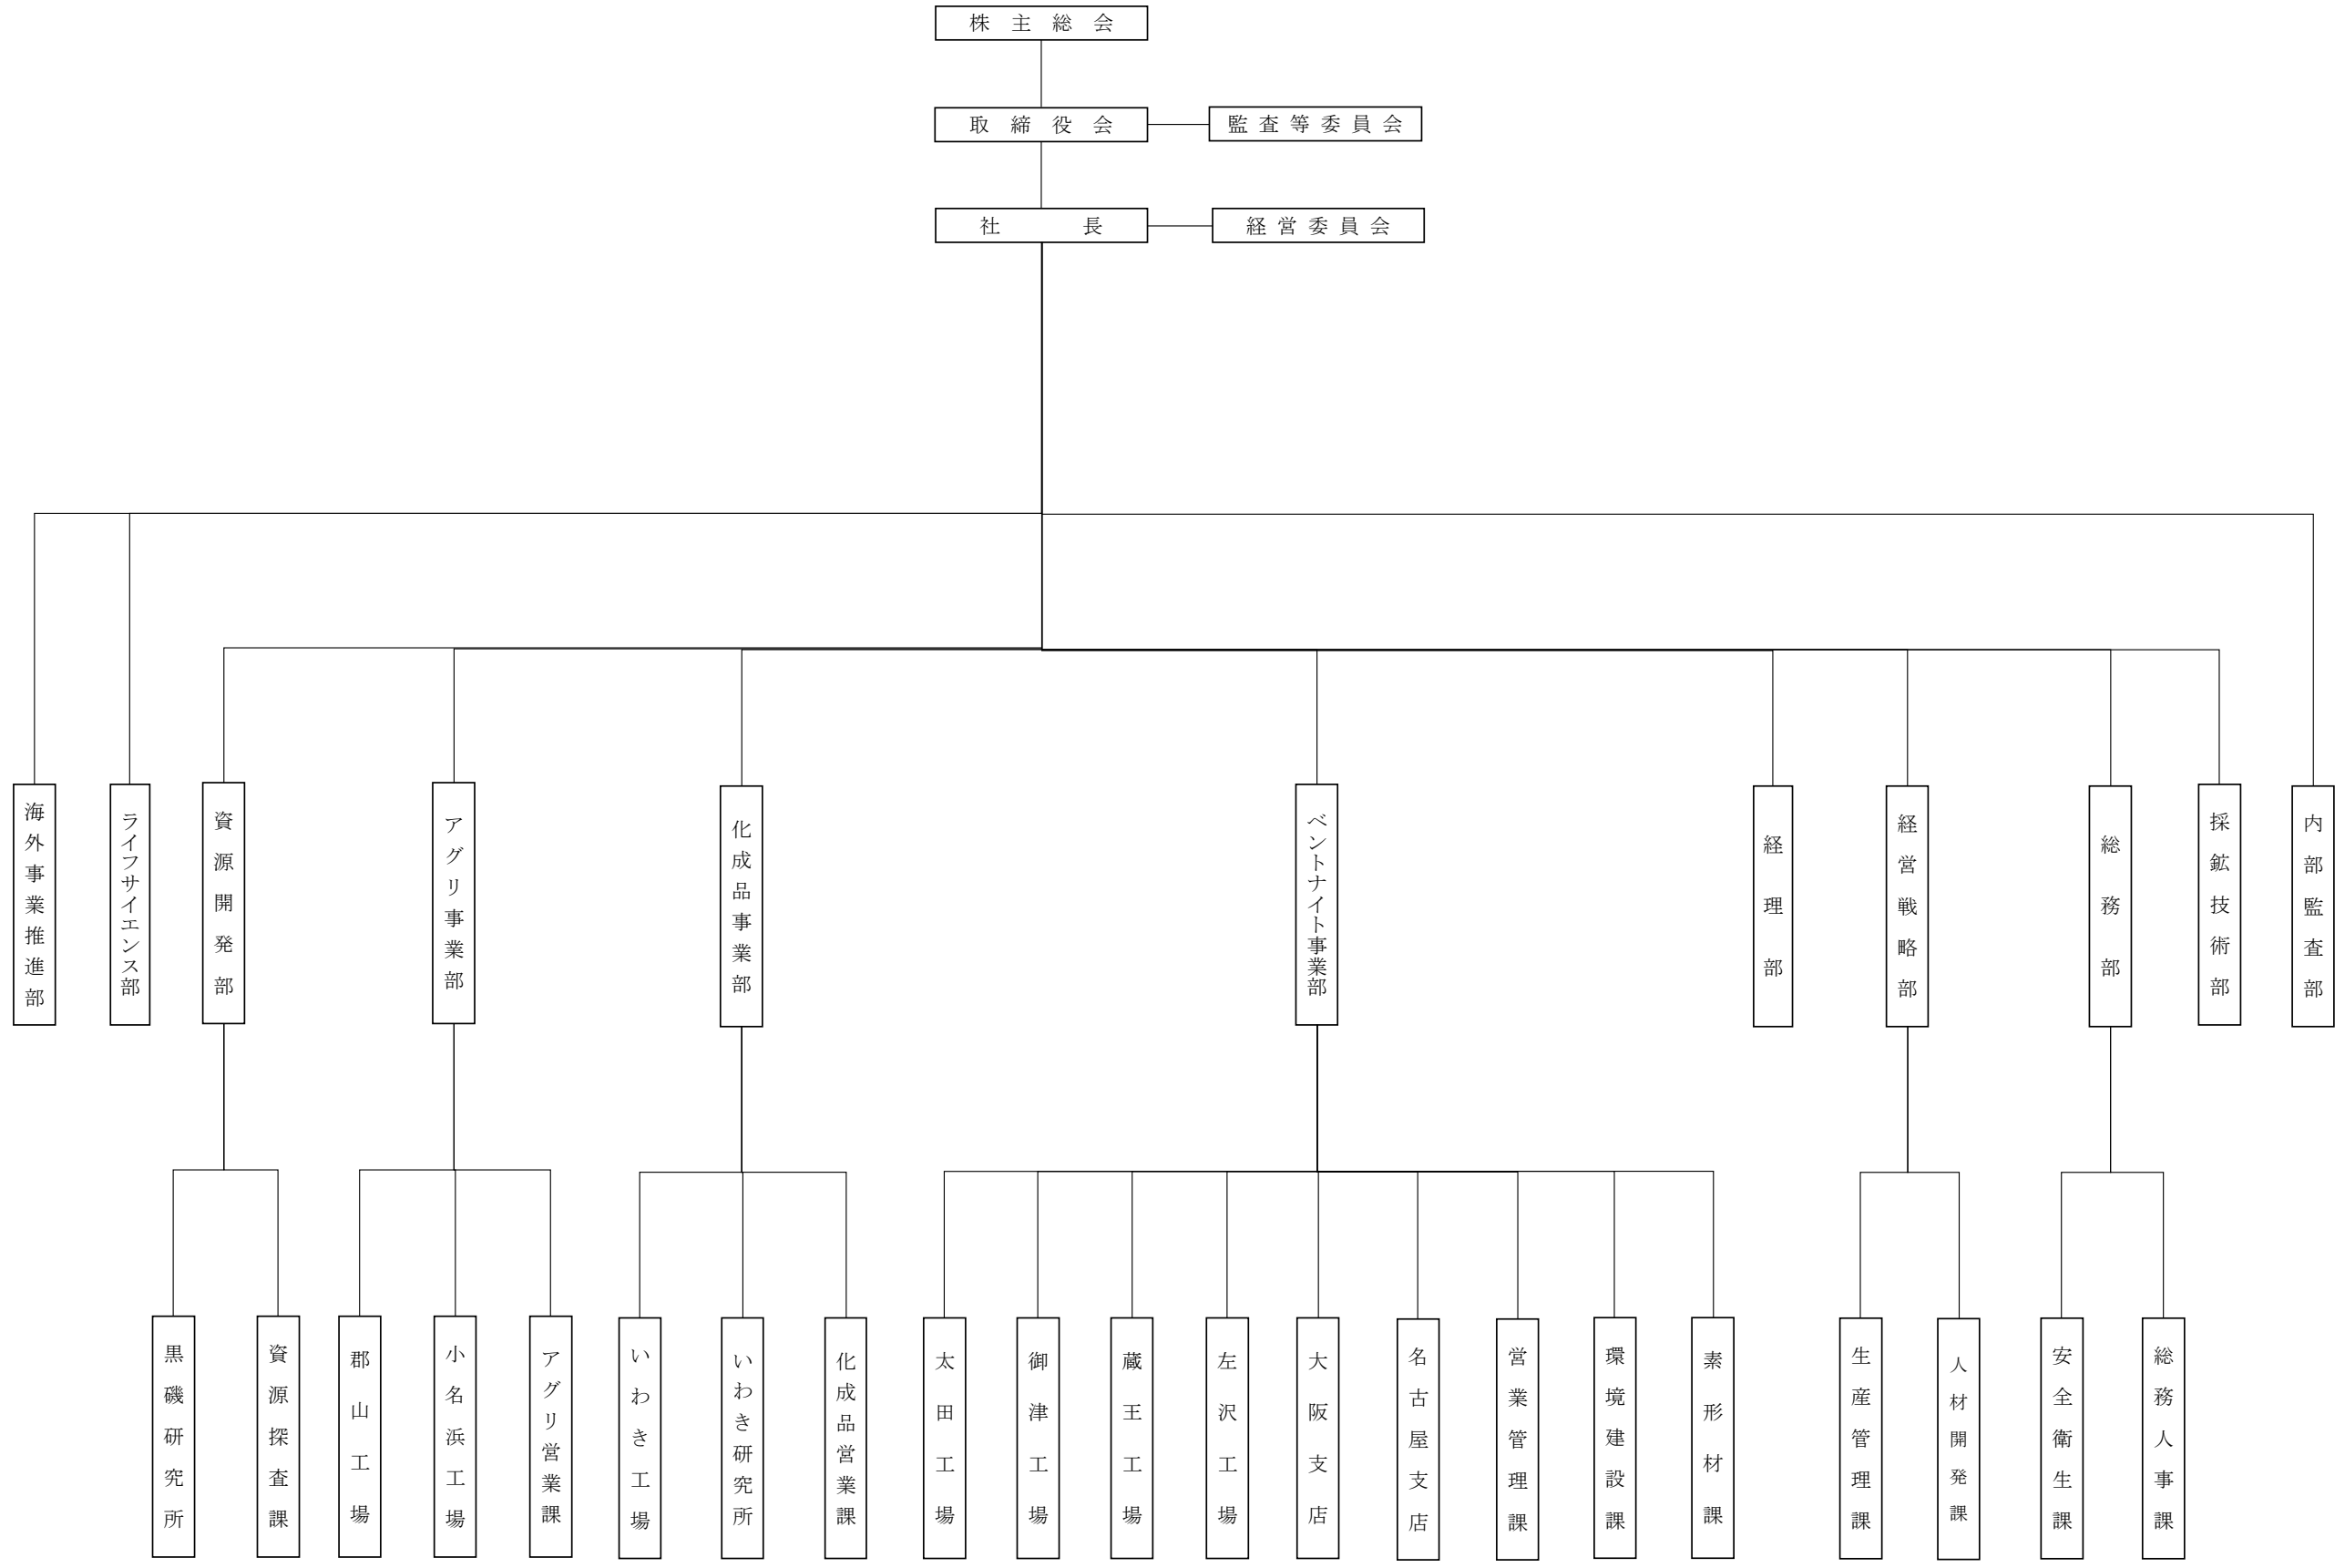 株主総会
取締役会
監査等委員会
社長
経営委員会
海外事業推進部
ライフサイエンス部
資源開発部
アグリ事業部
化成品事業部
ベントナイト事業部
経理部
経営戦略部
総務部
採鉱技術部
内部監査部
黒磯研究所
資源探査課
郡山工場
小名浜工場
アグリ営業課
いわき工場
いわき研究所
化成品営業課
太田工場
御津工場
蔵王工場
左沢工場
大阪支店
名古屋支店
営業管理課
環境建設課
素形材課
生産管理課
人材開発課
安全衛生課
総務人事課